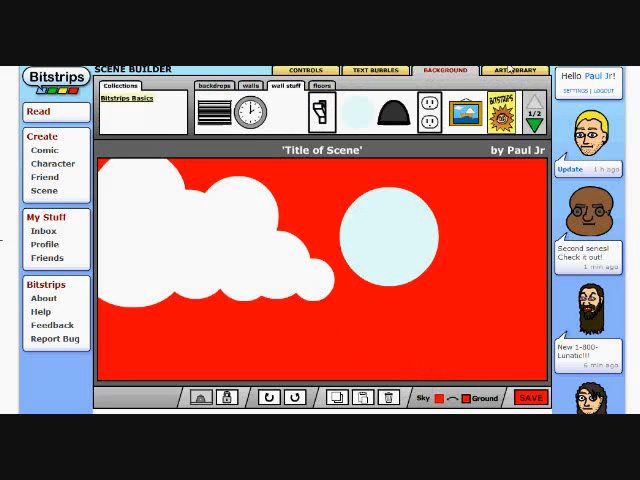 SCENE BUILDER
CONTROLS
TEXT BUBBLES
BACKGROUND
ART LIBRARY
Bitstrips
Read
Create
Comic
Character
Friend
Scene
My Stuff
Inbox
Profile
Friends
Bitstrips
About
Help
Feedback
Report Bug
Collections
Bitstrips Basics
backdrops
walls
wall stuff
floors
BITSTRIPS
1/2
'Title of Scene'
by Paul Jr
Sky
Ground
SAVE
Hello Paul Jr!
SETTINGS | LOGOUT
Update 1 h ago
Second series!
Check it out!
1 min ago
New 1-800-
Lunatic!!!
6 min ago